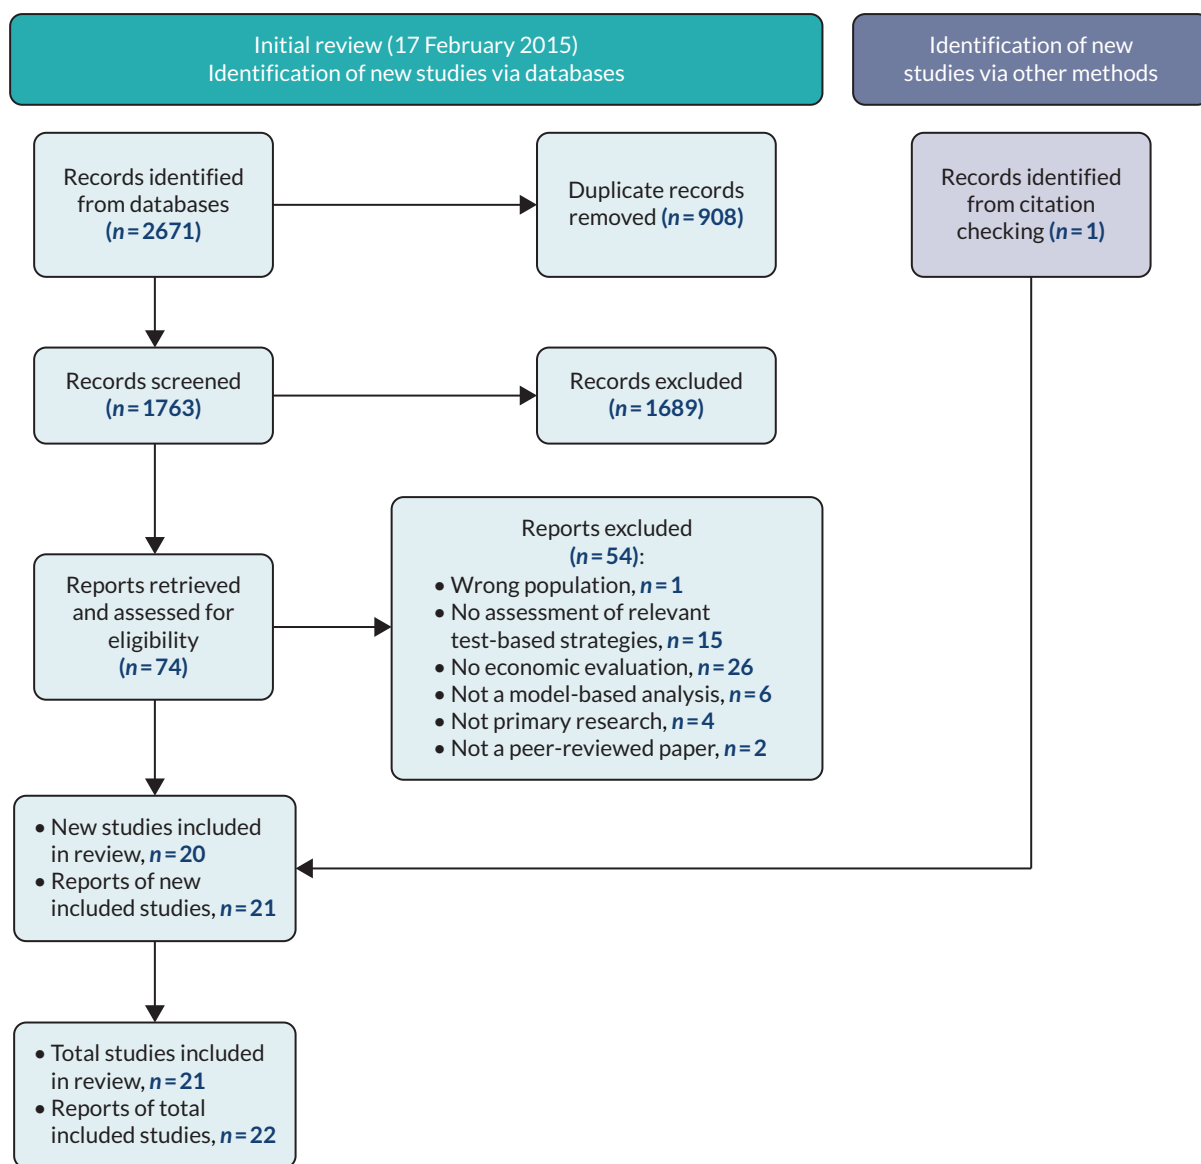 Initial review (17 February 2015)
Identification of new studies via databases
Identification of new
studies via other methods
Records identified
from databases
(n = 2671)
Duplicate records
removed (n = 908)
Records identified
from citation
checking (n = 1)
Records screened
(n = 1763)
Records excluded
(n = 1689)
Reports retrieved
and assessed for
eligibility
(n = 74)
Reports excluded
(n = 54):
• Wrong population, n = 1
• No assessment of relevant
test-based strategies, n = 15
• No economic evaluation, n = 26
• Not a model-based analysis, n = 6
• Not primary research, n = 4
• Not a peer-reviewed paper, n = 2
• New studies included
in review, n = 20
• Reports of new
included studies, n = 21
• Total studies included
in review, n = 21
• Reports of total
included studies, n = 22